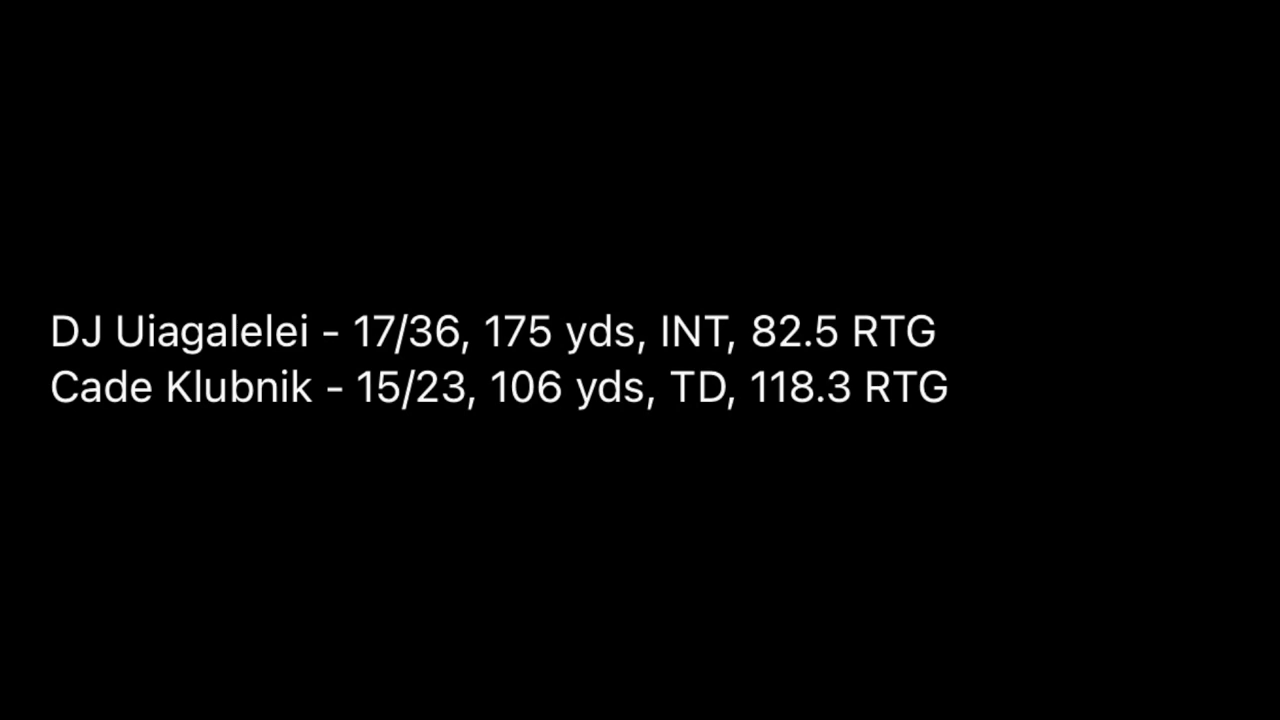 DJ Uiagalelei - 17/36, 175 yds, INT, 82.5 RTG
Cade Klubnik - 15/23, 106 yds, TD, 118.3 RTG